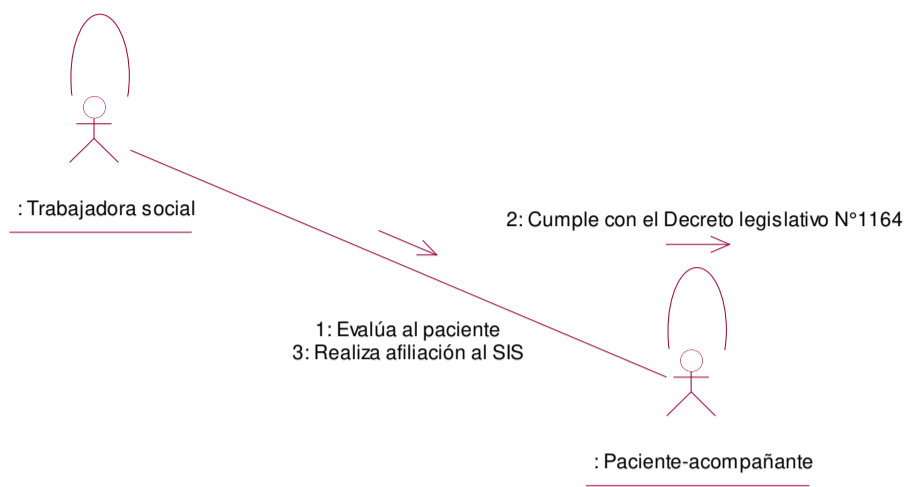 : Trabajadora social
2: Cumple con el Decreto legislativo N°1164
1: Evalúa al paciente
3: Realiza afiliación al SIS
: Paciente-acompañante